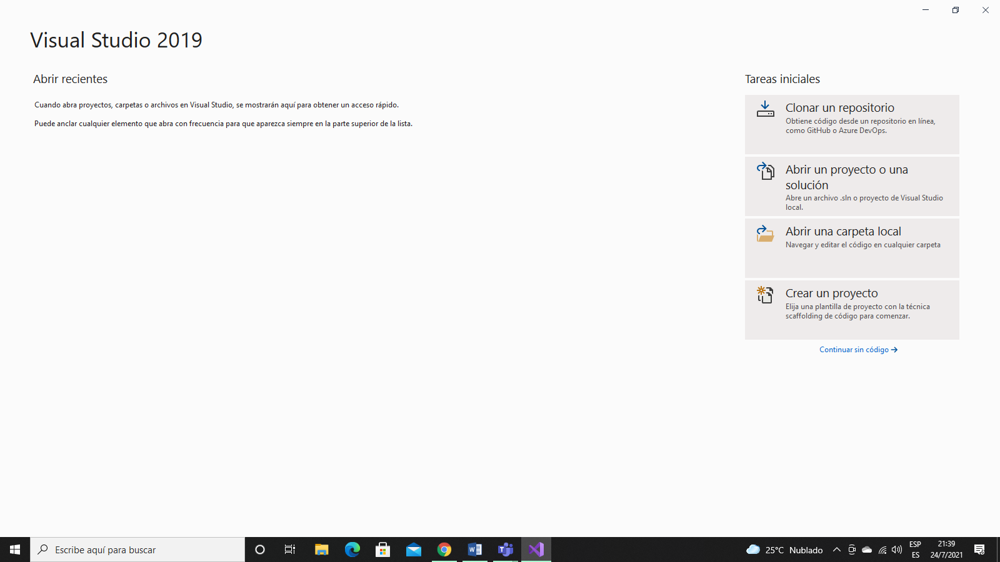 Visual Studio 2019
Abrir recientes
Cuando abra proyectos, carpetas o archivos en Visual Studio, se mostrarán aquí para obtener un acceso rápido.
Puede anclar cualquier elemento que abra con frecuencia para que aparezca siempre en la parte superior de la lista.
Tareas iniciales
Clonar un repositorio
Obtiene código desde un repositorio en línea,
como GitHub o Azure DevOps.
Abrir un proyecto o una
solución
Abre un archivo .sln o proyecto de Visual Studio
local.
Abrir una carpeta local
Navegar y editar el código en cualquier carpeta
Crear un proyecto
Elija una plantilla de proyecto con la técnica
scaffolding de código para comenzar.
Continuar sin código
Escribe aquí para buscar
25°C Nublado
ESP
ES
21:39
24/7/2021